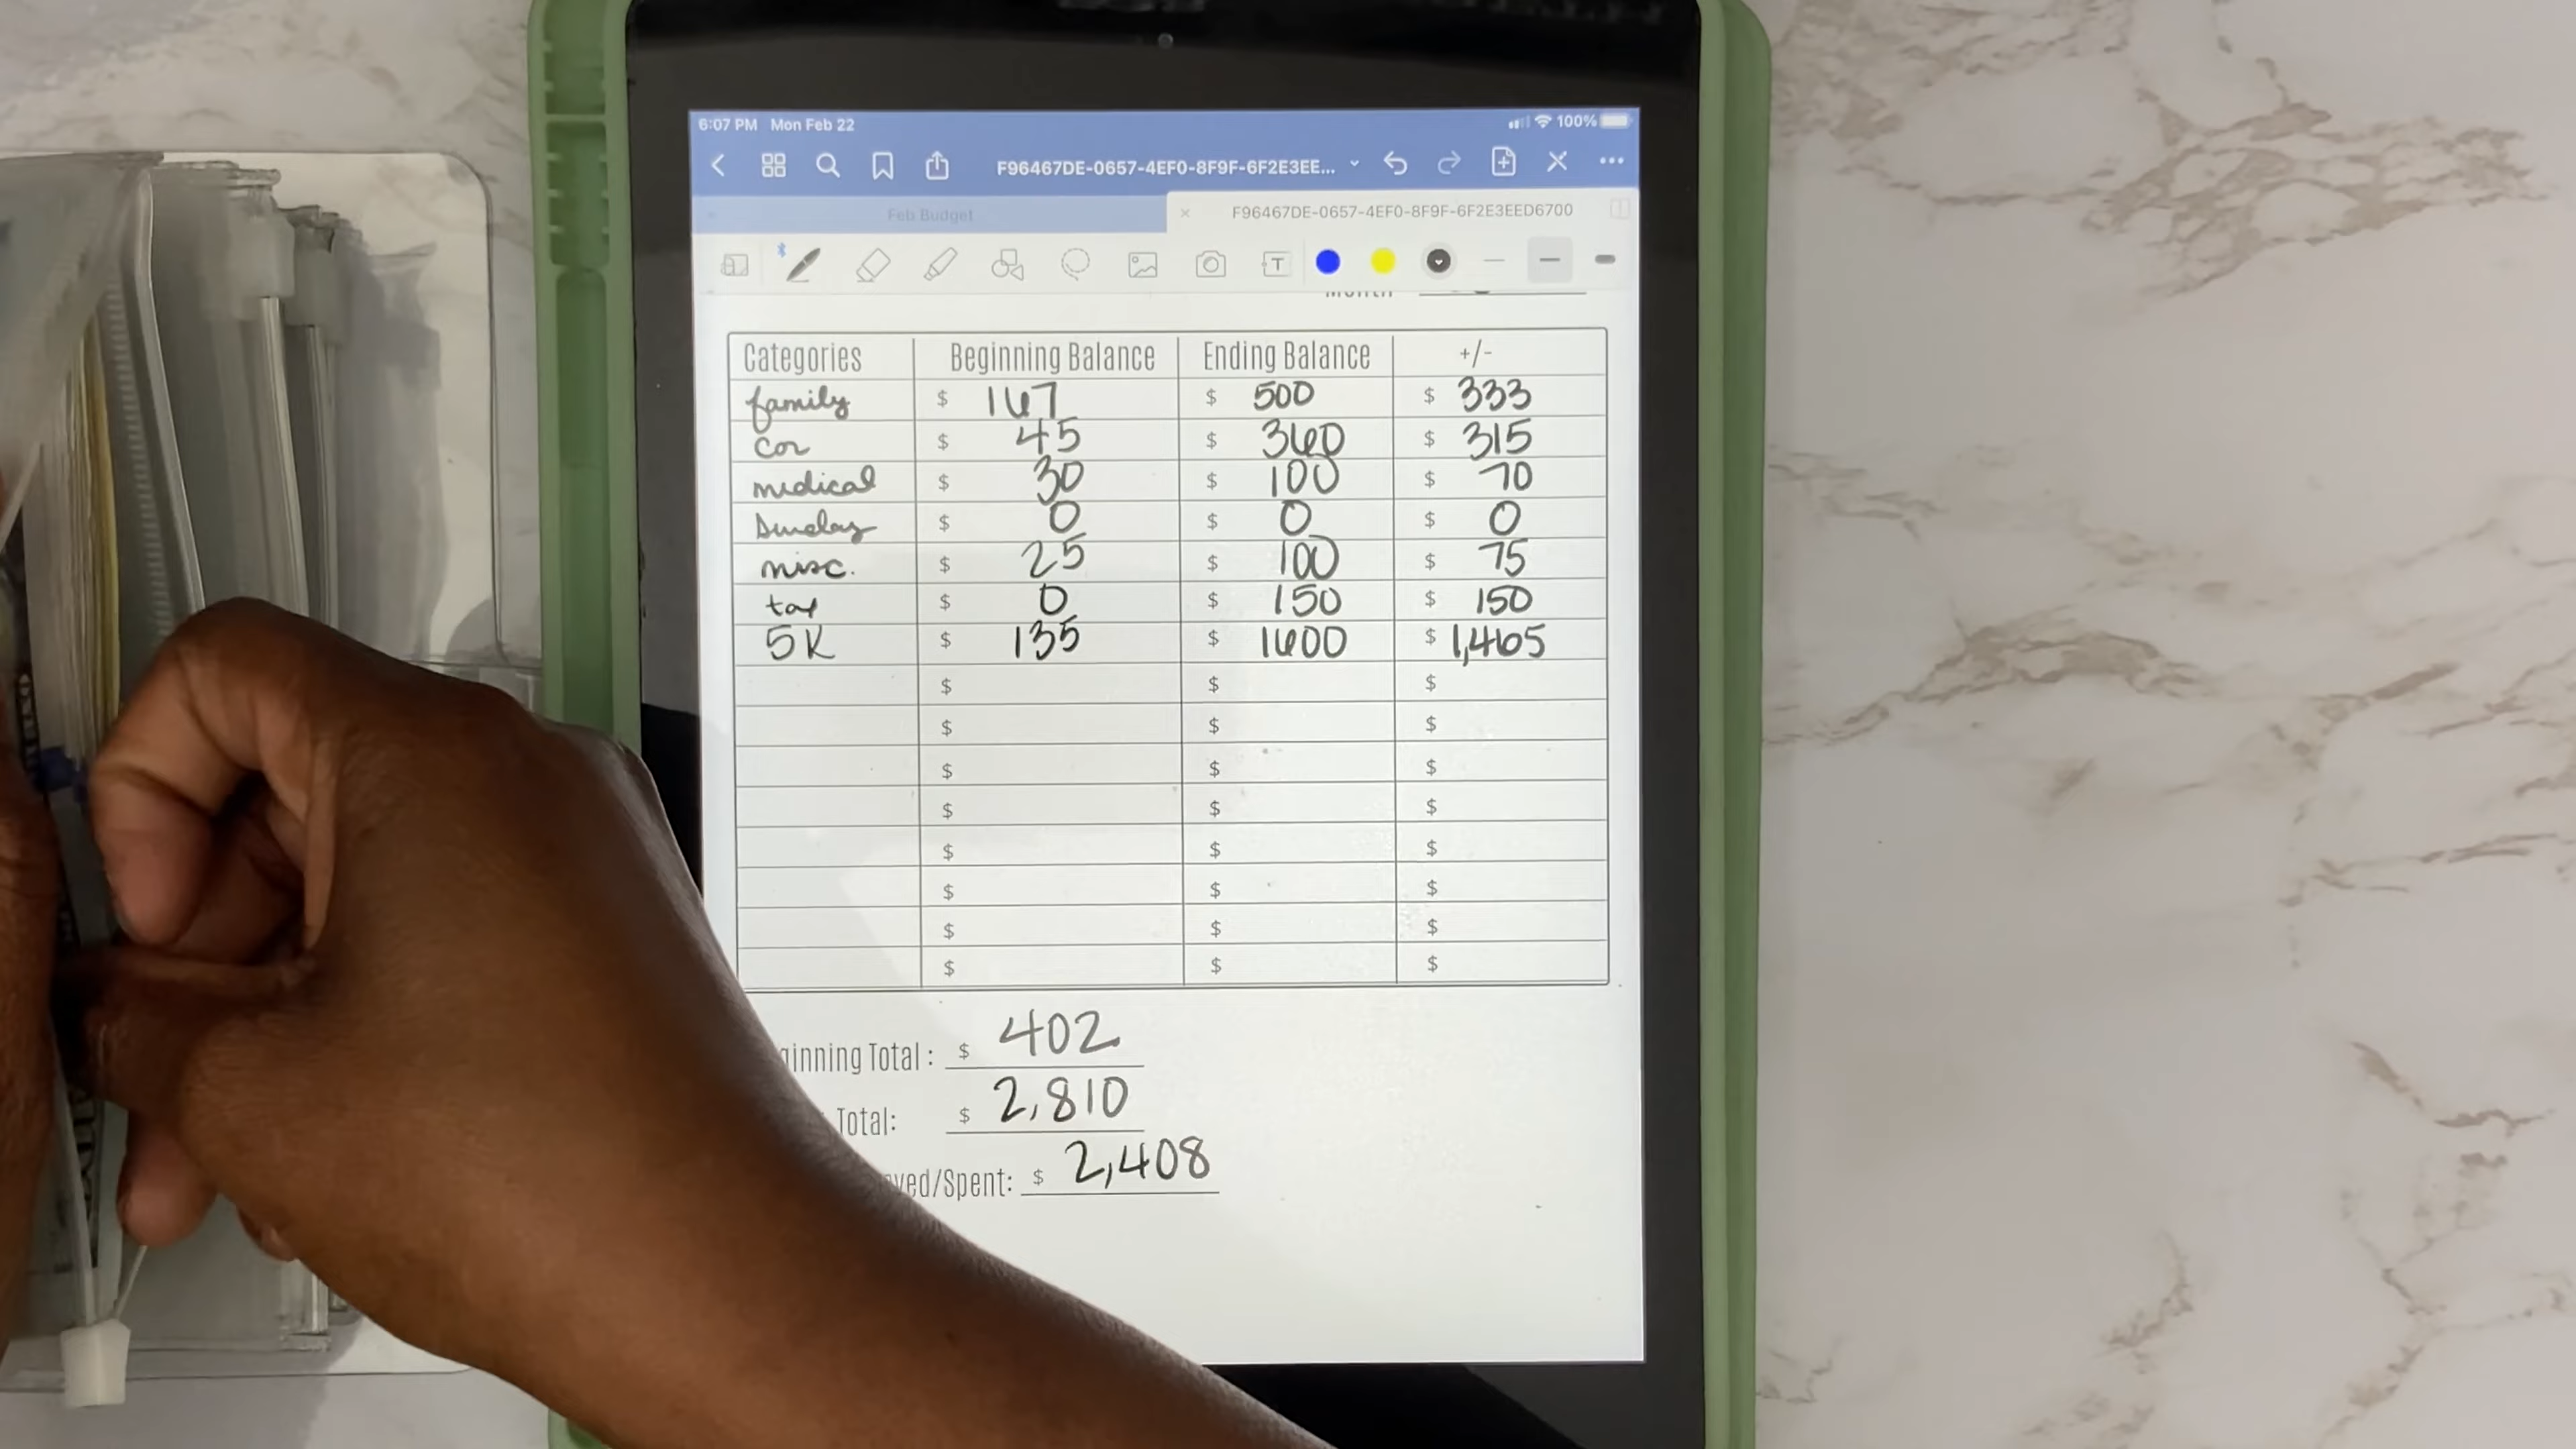 6:07 PM Mon Feb 22 100%
F96467DE-0657-4EF0-8F9F-6F2E3EE...
Feb Budget F96467DE-0657-4EF0-8F9F-6F2E3EED6700
T
Month
Categories Beginning Balance Ending Balance +/-
family $ 167 $ 500 $ 333
car $ 45 $ 360 $ 315
medical $ 30 $ 100 $ 70
Sunday $ 0 $ 0 $ 0
misc. $ 25 $ 100 $ 75
tax $ 0 $ 150 $ 150
5K $ 135 $ 1600 $ 1,465
$ $ $
$ $ $
$ $ $
$ $ $
$ $ $
$ $ $
$ $ $
$ $ $
ginning Total : $ 402
Total: $ 2,810
ved/Spent: $ 2,408